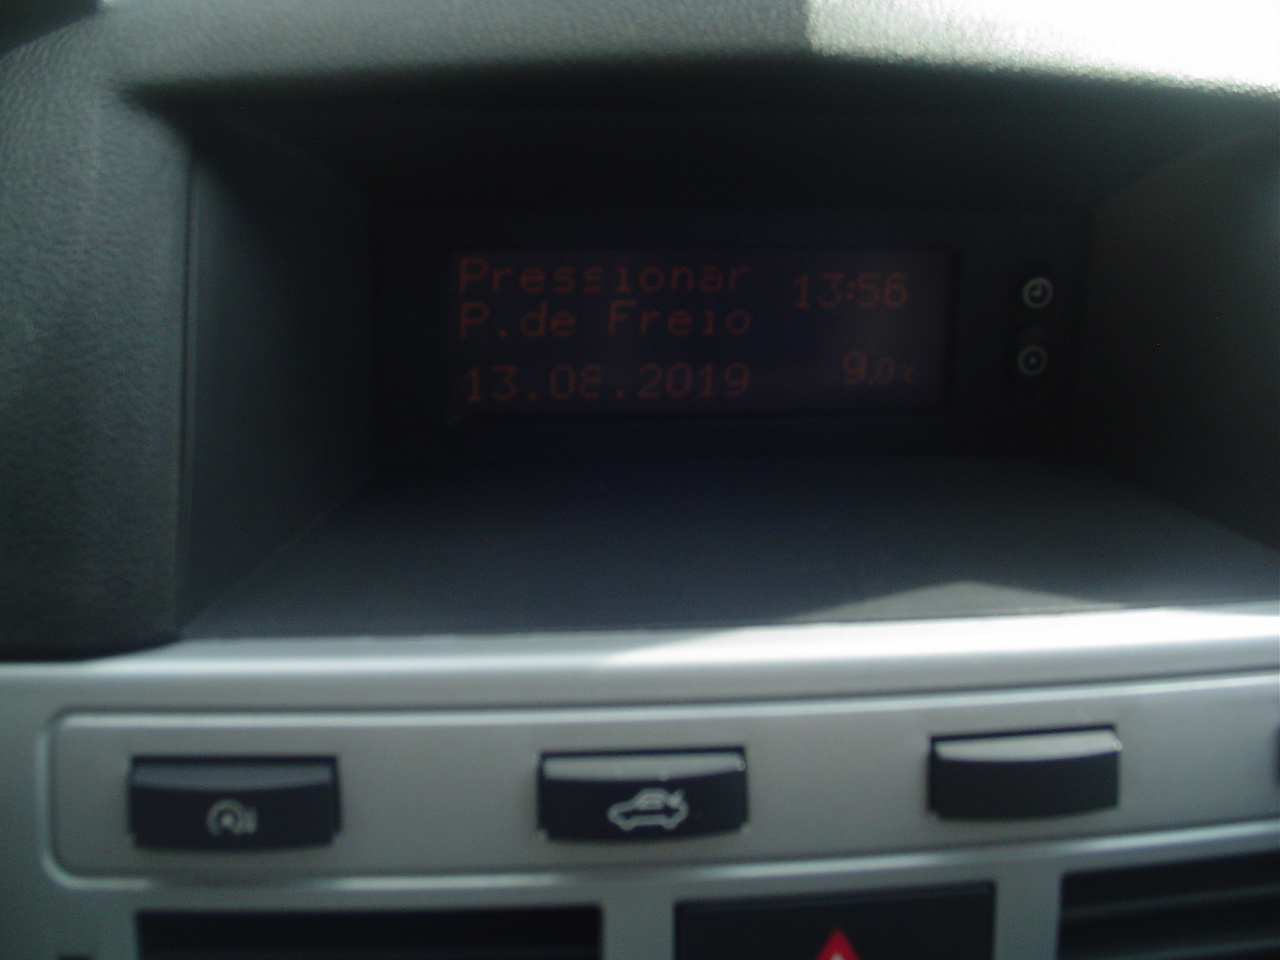 Pressionar
P.de Freio
13:56
13.08.2019
9.0°c